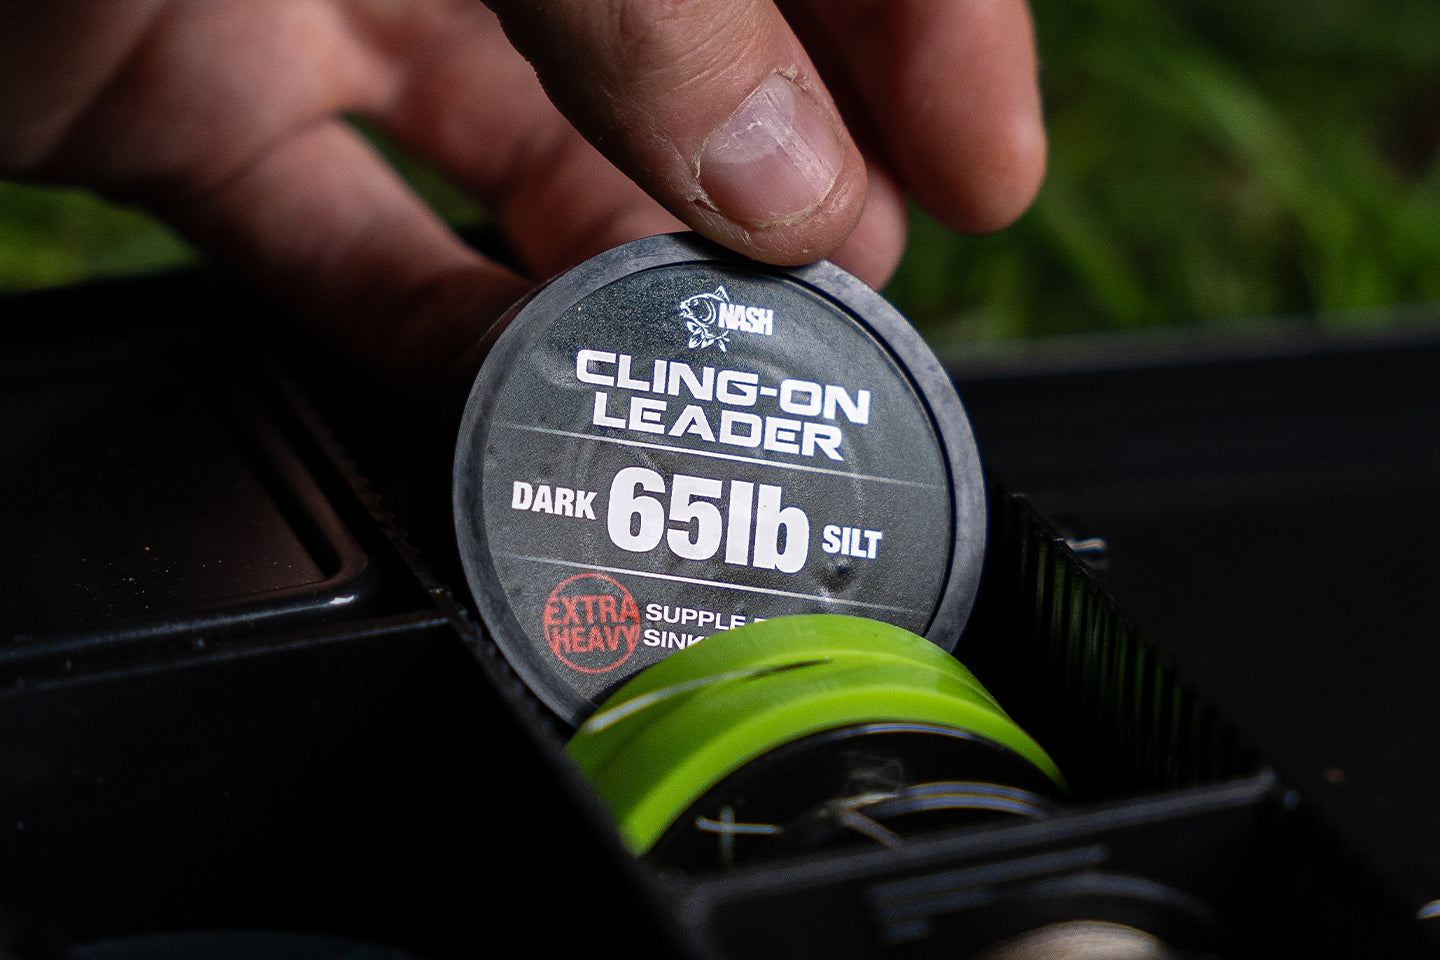 NASH
CLING-ON
LEADER
DARK 65lb SILT
EXTRA
HEAVY
SUPPLE
SINK